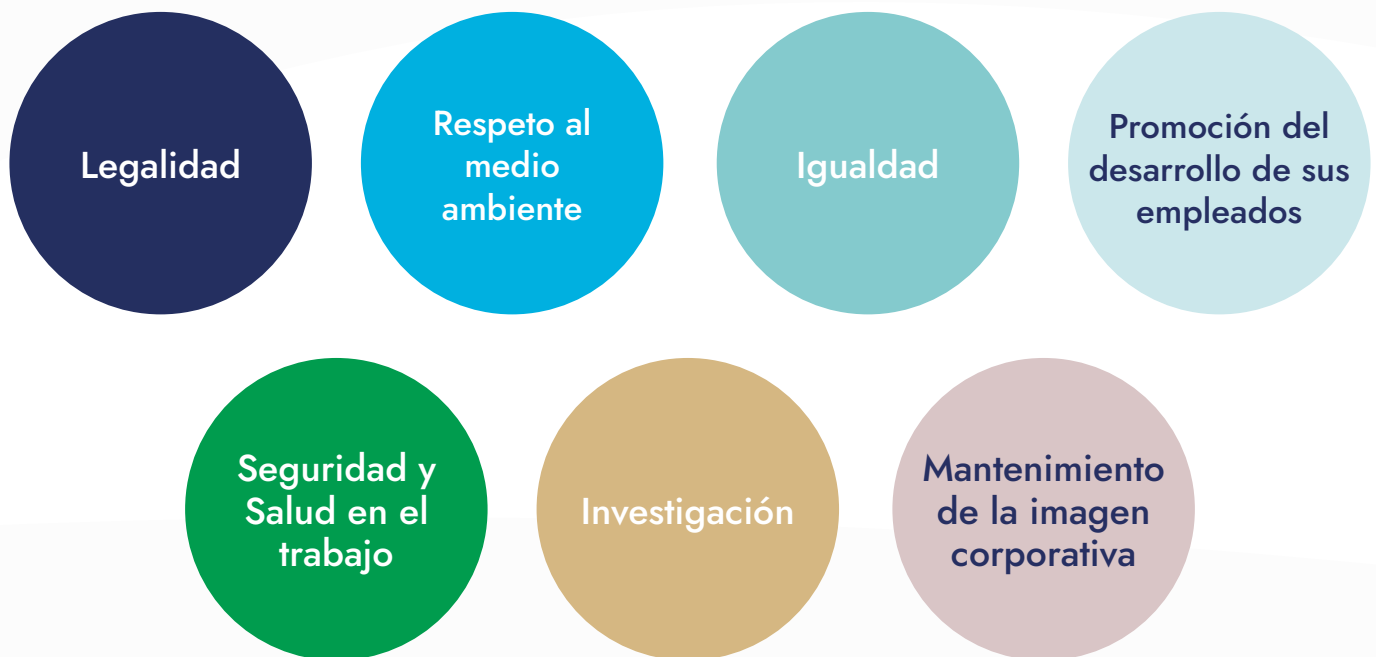 Legalidad
Respeto al
medio
ambiente
Igualdad
Promoción del
desarrollo de sus
empleados
Seguridad y
Salud en el
trabajo
Investigación
Mantenimiento
de la imagen
corporativa